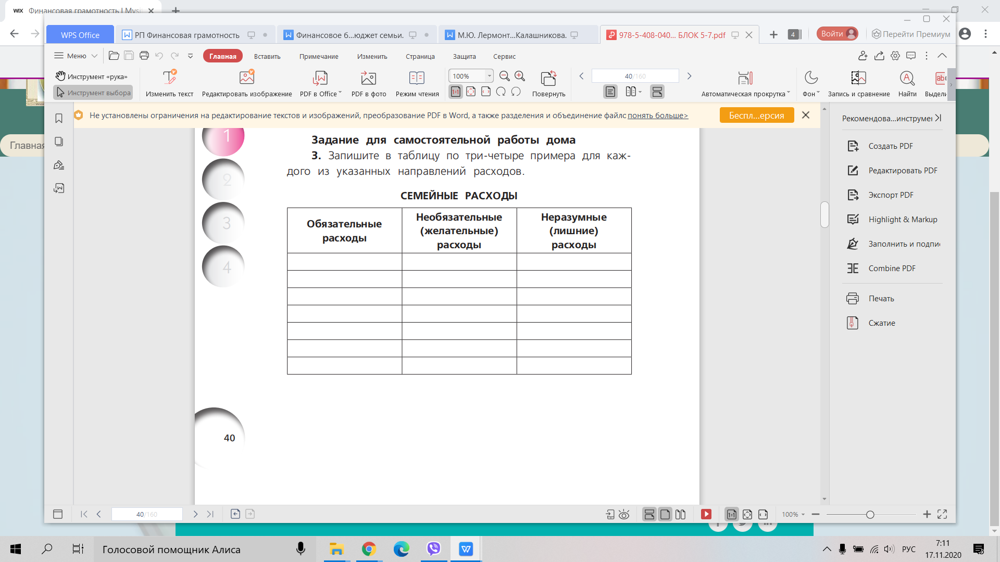 WIX Финансовая грамотность | Mysi
WPS Office
РП Финансовая грамотность
Финансовое б...юджет семьи.
М.Ю. Лермонт...Калашникова.
978-5-408-040... БЛОК 5-7.pdf
4
Войти
Перейти Премиум
Меню
Главная
Вставить
Примечание
Изменить
Страница
Защита
Сервис
Инструмент «рука»
Инструмент выбора
Изменить текст
Редактировать изображение
PDF в Office
PDF в фото
Режим чтения
100%
Повернуть
40/160
Автоматическая прокрутка
Фон
Запись и сравнение
Найти
Выдели
Не установлены ограничения на редактирование текстов и изображений, преобразование PDF в Word, а также разделения и объединение файлс понять больше>
Беспл...ерсия
Главная
1
2
3
4
Задание для самостоятельной работы дома
3. Запишите в таблицу по три-четыре примера для каж-
дого из указанных направлений расходов.
СЕМЕЙНЫЕ РАСХОДЫ
Обязательные
расходы
Необязательные
(желательные)
расходы
Неразумные
(лишние)
расходы
40
Рекомендова...инструмен
Создать PDF
Редактировать PDF
Экспорт PDF
Highlight & Markup
Заполнить и подпи
Combine PDF
Печать
Сжатие
40/160
100%
Голосовой помощник Алиса
РУС
7:11
17.11.2020